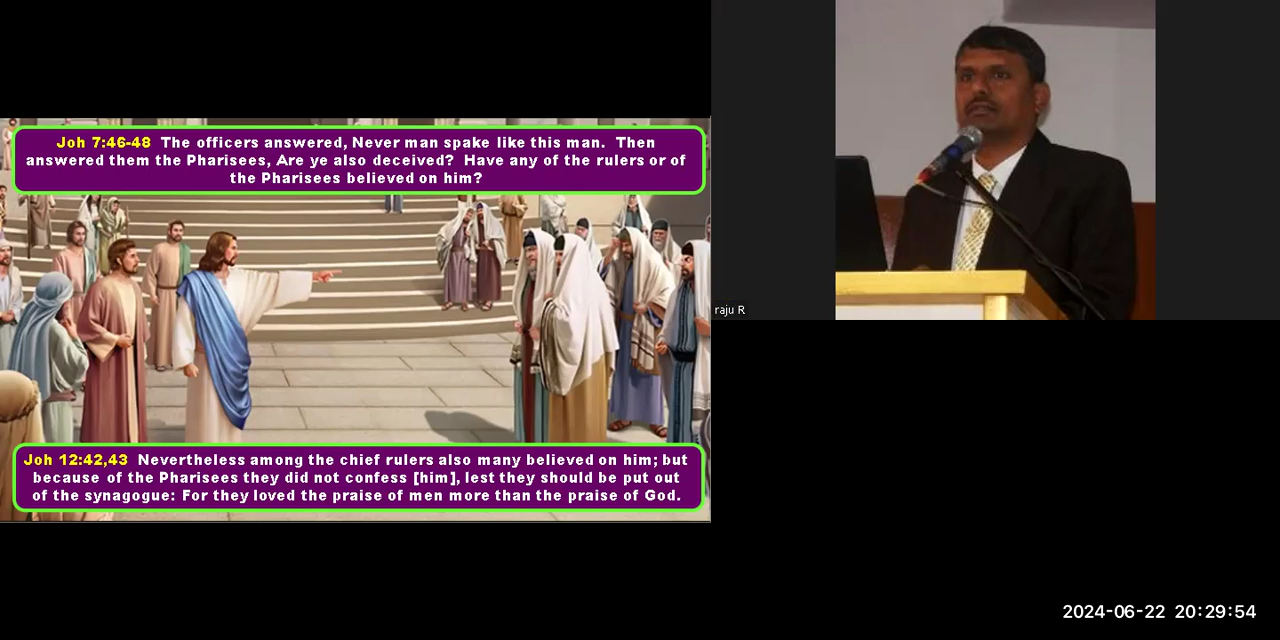 Joh 7:46-48  The officers answered, Never man spake like this man.  Then
answered them the Pharisees, Are ye also deceived?  Have any of the rulers or of
the Pharisees believed on him?
raju R
Joh 12:42,43  Nevertheless among the chief rulers also many believed on him; but
because of the Pharisees they did not confess [him], lest they should be put out
of the synagogue: For they loved the praise of men more than the praise of God.
2024-06-22  20:29:54